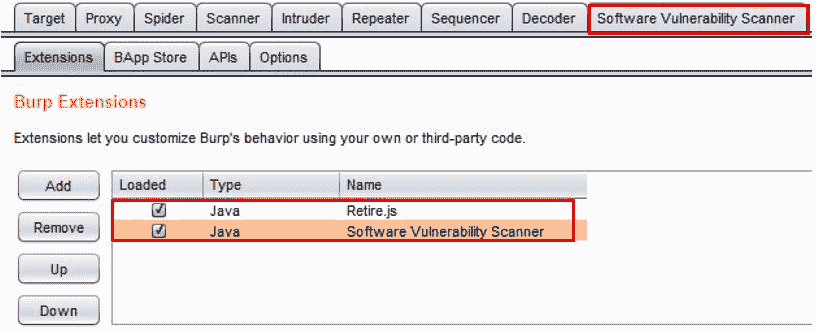 Target Proxy Spider Scanner Intruder Repeater Sequencer Decoder Software Vulnerability Scanner
Extensions BApp Store APIs Options
Burp Extensions
Extensions let you customize Burp's behavior using your own or third-party code.
Add
Remove
Up
Down
Loaded Type Name
Java Retire.js
Java Software Vulnerability Scanner